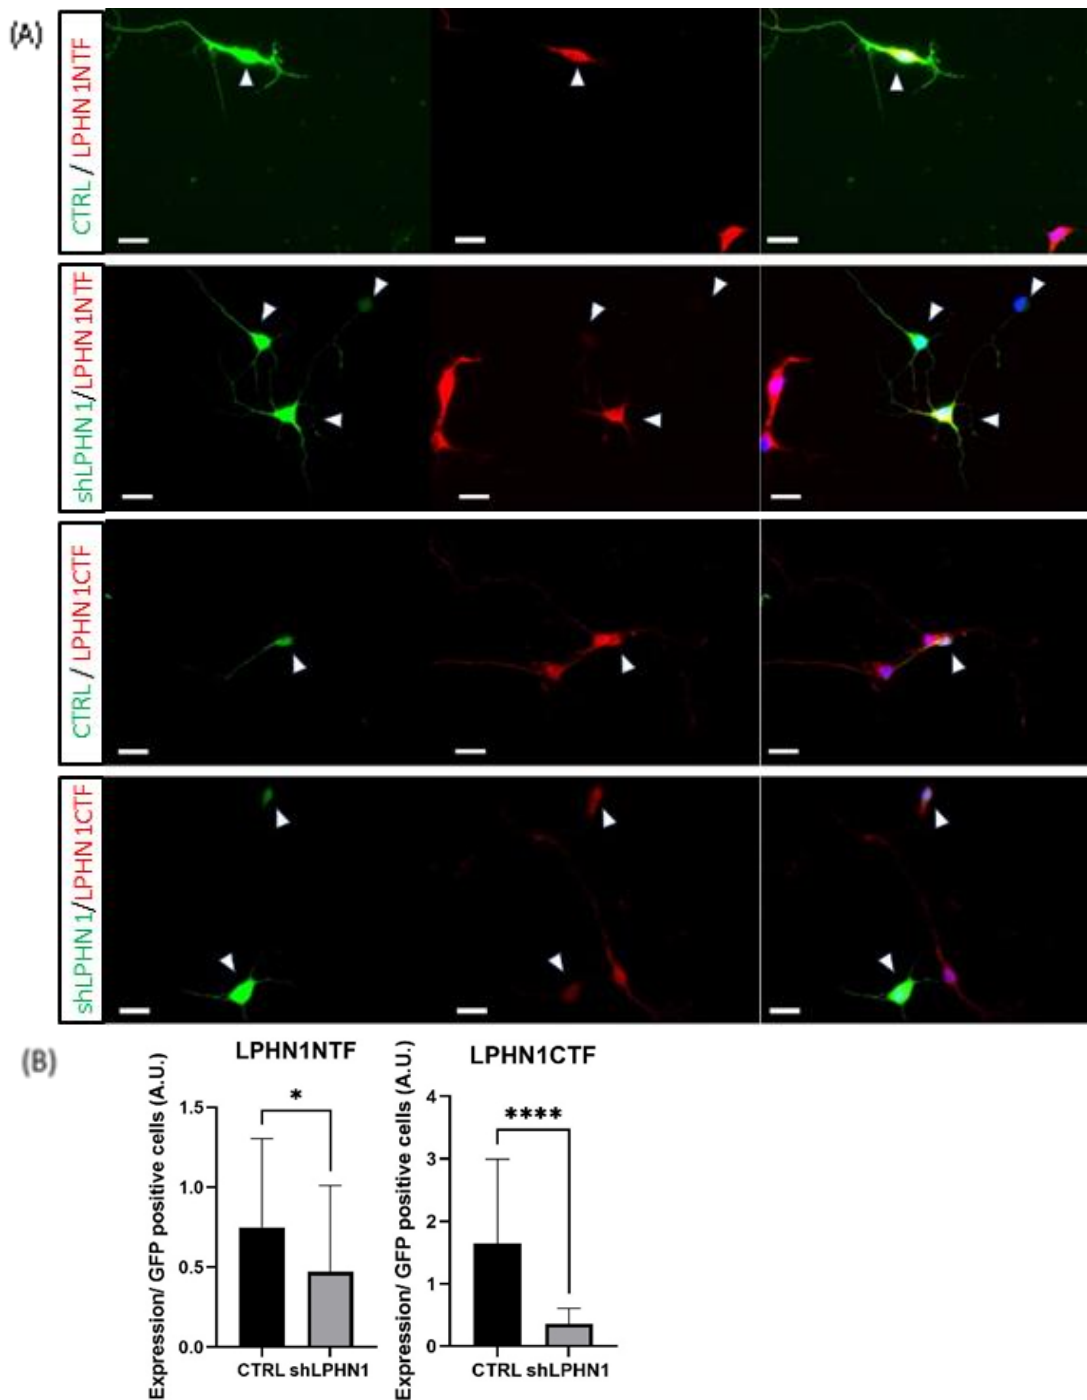 (A)
CTRL / LPHN1NTF
shLPHN1/LPHN1NTF
CTRL / LPHN1CTF
shLPHN1/LPHN1CTF
(B)
LPHN1NTF
Expression/ GFP positive cells (A.U.)
1.5
1.0
0.5
0.0
*
CTRL shLPHN1
LPHN1CTF
Expression/ GFP positive cells (A.U.)
4
3
2
1
0
****
CTRL shLPHN1